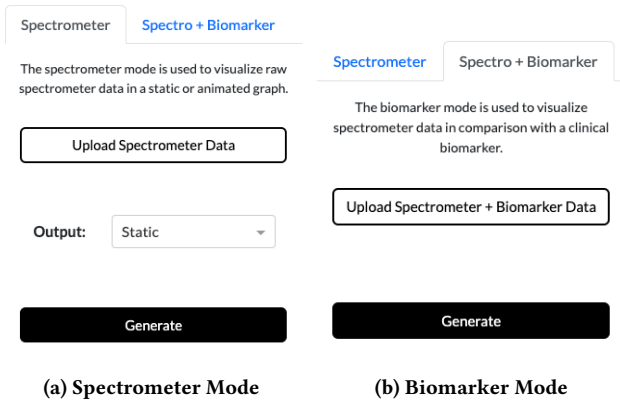 Spectrometer
Spectro + Biomarker
The spectrometer mode is used to visualize raw
spectrometer data in a static or animated graph.
Upload Spectrometer Data
Output:
Static
Generate
(a) Spectrometer Mode
Spectrometer
Spectro + Biomarker
The biomarker mode is used to visualize
spectrometer data in comparison with a clinical
biomarker.
Upload Spectrometer + Biomarker Data
Generate
(b) Biomarker Mode